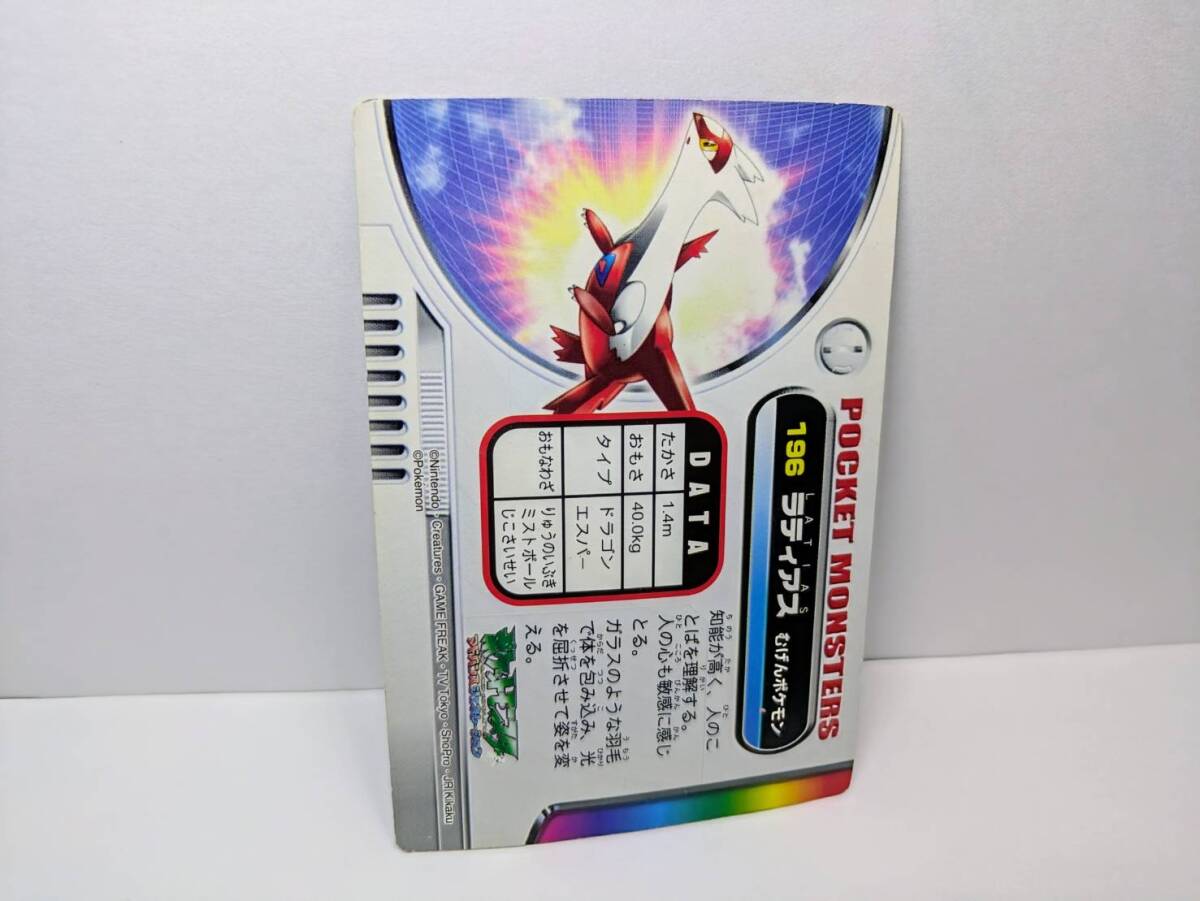 POCKET MONSTERS
LATIAS
196 ラティアス むげんポケモン
DATA
たかさ 1.4m
おもさ 40.0kg
タイプ ドラゴン
エスパー
おもなわざ りゅうのいぶき
ミストボール
じこさいせい
知能が高く、人のこ
とばを理解する。
人の心も敏感に感じ
とる。
ガラスのような羽毛
で体を包み込み、光
を屈折させて姿を変
える。
©Nintendo・Creatures・GAME FREAK・TV Tokyo・ShoPro・JR Kikaku
©Pokémon